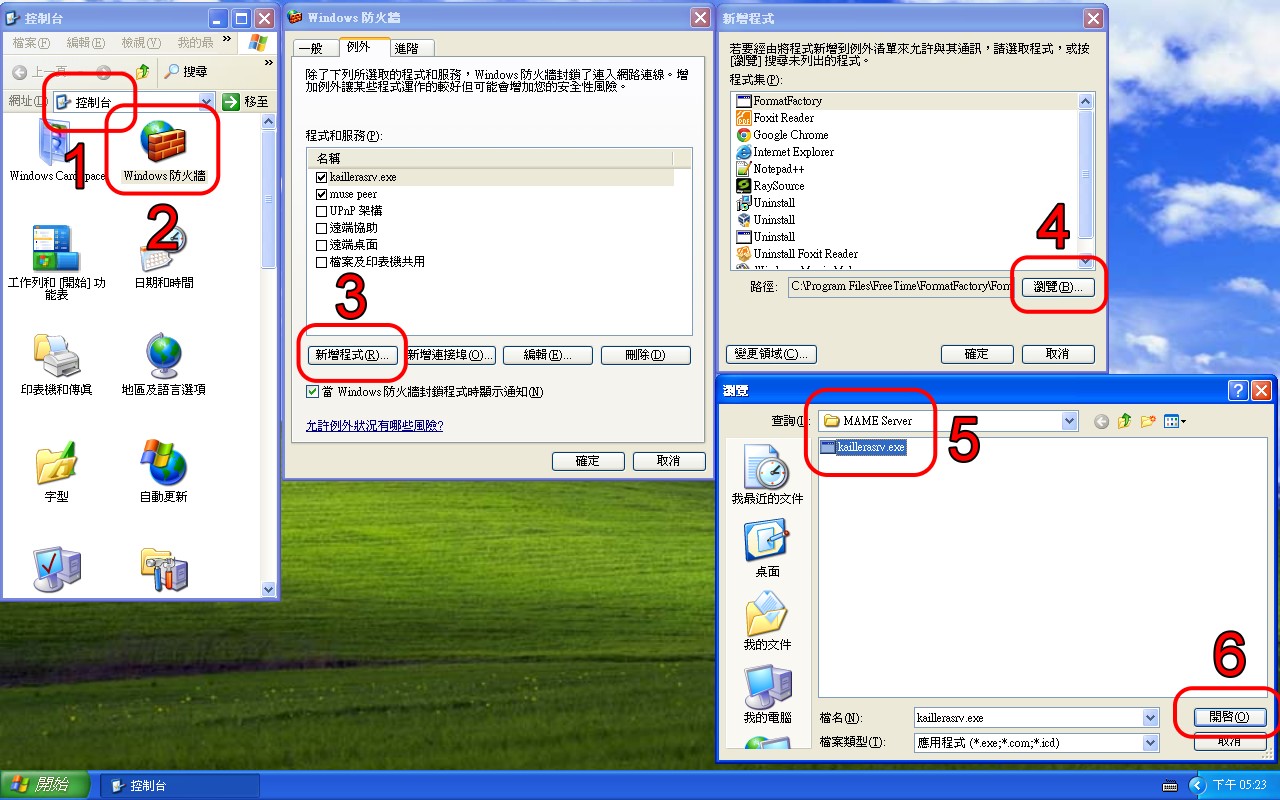 控制台
檔案(F) 編輯(E) 檢視(V) 我的最 »
上一頁 搜尋 »
網址(D) 控制台 移至
1
Windows CardSpace
Windows 防火牆
2
工作列和 [開始] 功能表
日期和時間
印表機和傳真
地區及語言選項
字型
自動更新
Windows 防火牆
一般 例外 進階
除了下列所選取的程式和服務，Windows 防火牆封鎖了連入網路連線。增
加例外讓某些程式運作的較好但可能會增加您的安全性風險。
程式和服務(P):
名稱
kaillerasrv.exe
muse peer
UPnP 架構
遠端協助
遠端桌面
檔案及印表機共用
3
新增程式(R)... 新增連接埠(O)... 編輯(E)... 刪除(D)
當 Windows 防火牆封鎖程式時顯示通知(N)
允許例外狀況有哪些風險?
確定 取消
新增程式
若要經由將程式新增到例外清單來允許與其通訊，請選取程式，或按
[瀏覽] 搜尋未列出的程式。
程式集(P):
FormatFactory
Foxit Reader
Google Chrome
Internet Explorer
Notepad++
RaySource
Uninstall
Uninstall
Uninstall
Uninstall Foxit Reader
4
路徑: C:\Program Files\FreeTime\FormatFactory\Form 瀏覽(B)...
變更領域(C)... 確定 取消
瀏覽
查詢(I): MAME Server
5
kaillerasrv.exe
我最近的文件
桌面
我的文件
我的電腦
6
檔名(N): kaillerasrv.exe 開啓(O)
檔案類型(T): 應用程式 (*.exe;*.com;*.icd) 取消
開始 控制台 下午 05:23